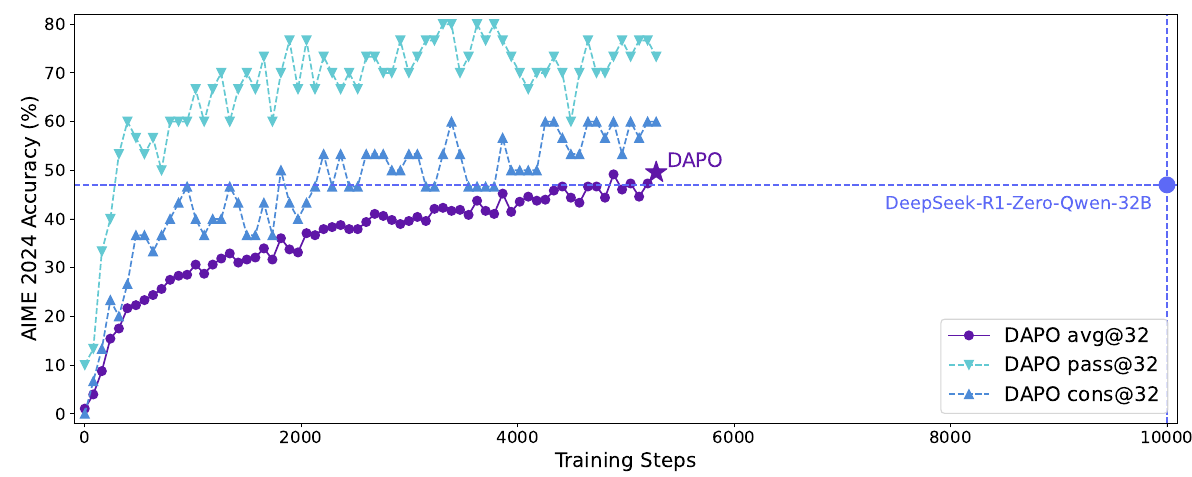 80
70
60
50
40
30
20
10
0
AIME 2024 Accuracy (%)
DAPO
DeepSeek-R1-Zero-Qwen-32B
DAPO avg@32
DAPO pass@32
DAPO cons@32
0
2000
4000
6000
8000
10000
Training Steps